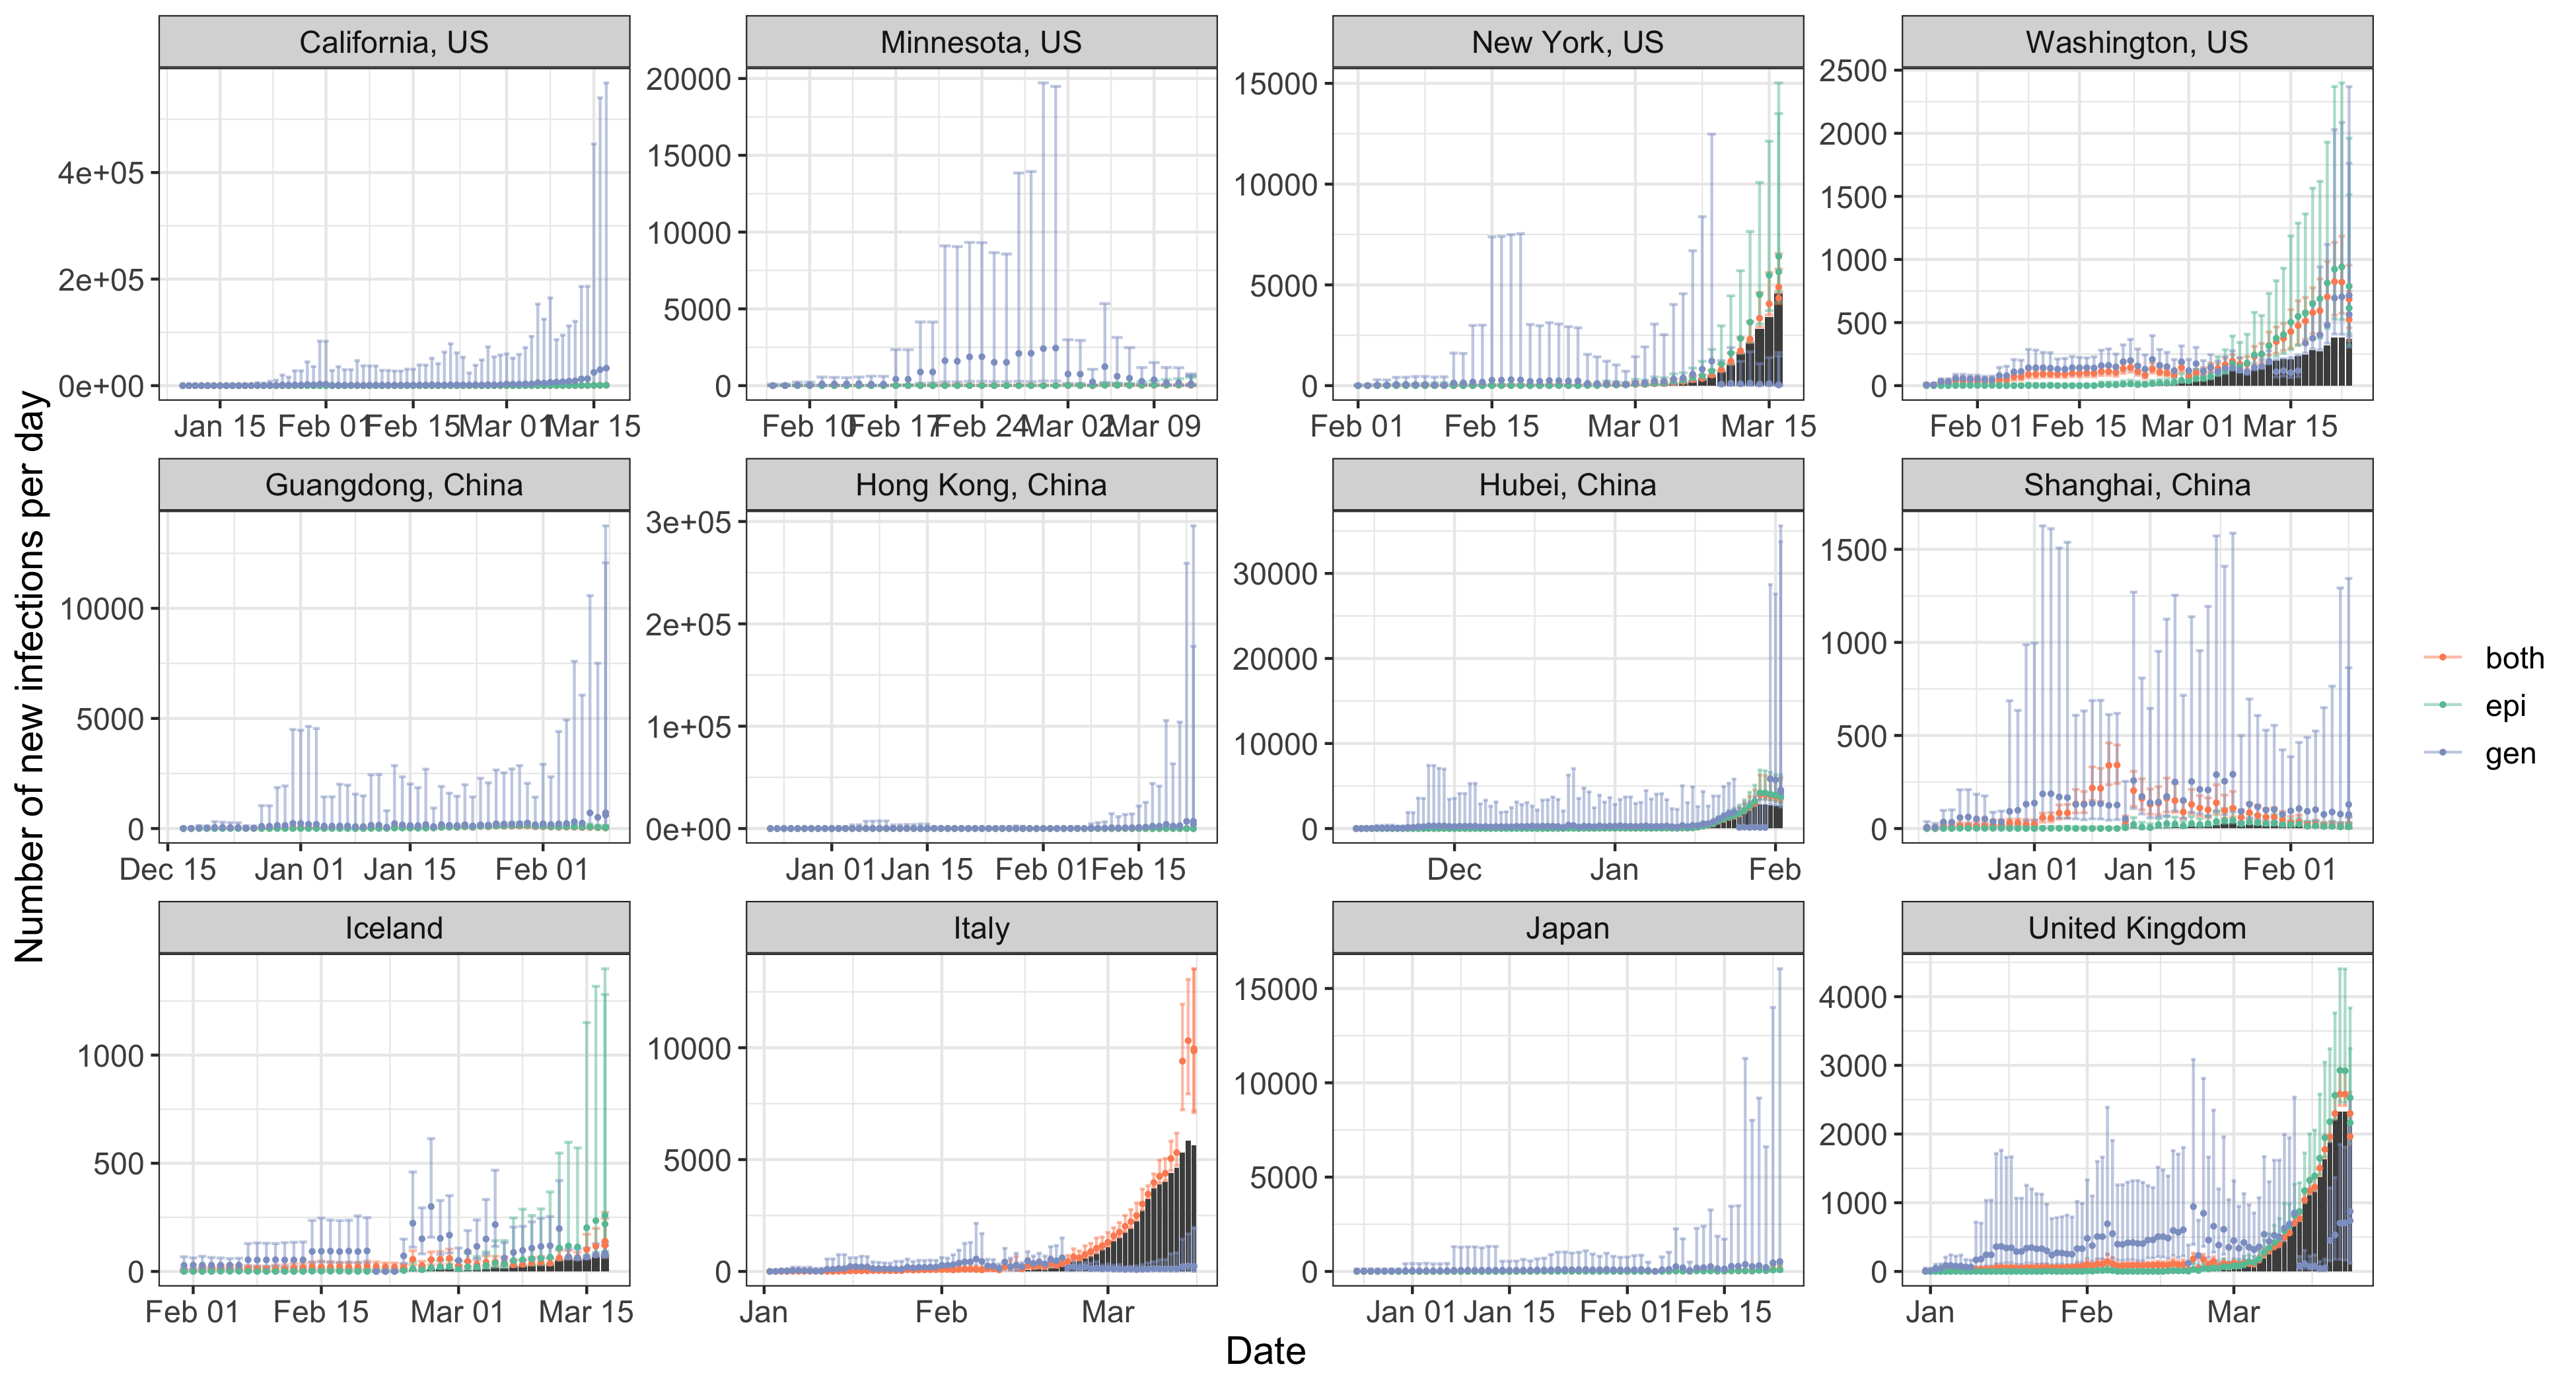 California, US
Minnesota, US
New York, US
Washington, US
4e+05
2e+05
0e+00
20000
15000
10000
5000
0
15000
10000
5000
0
2500
2000
1500
1000
500
0
Jan 15 Feb 01 Feb 15 Mar 01 Mar 15
Feb 10 Feb 17 Feb 24 Mar 02 Mar 09
Feb 01 Feb 15 Mar 01 Mar 15
Feb 01 Feb 15 Mar 01 Mar 15
Guangdong, China
Hong Kong, China
Hubei, China
Shanghai, China
10000
5000
0
3e+05
2e+05
1e+05
0e+00
30000
20000
10000
0
1500
1000
500
0
Dec 15 Jan 01 Jan 15 Feb 01
Jan 01 Jan 15 Feb 01 Feb 15
Dec Jan Feb
Jan 01 Jan 15 Feb 01
Iceland
Italy
Japan
United Kingdom
1000
500
0
10000
5000
0
15000
10000
5000
0
4000
3000
2000
1000
0
Feb 01 Feb 15 Mar 01 Mar 15
Jan Feb Mar
Jan 01 Jan 15 Feb 01 Feb 15
Jan Feb Mar
Number of new infections per day
Date
both
epi
gen